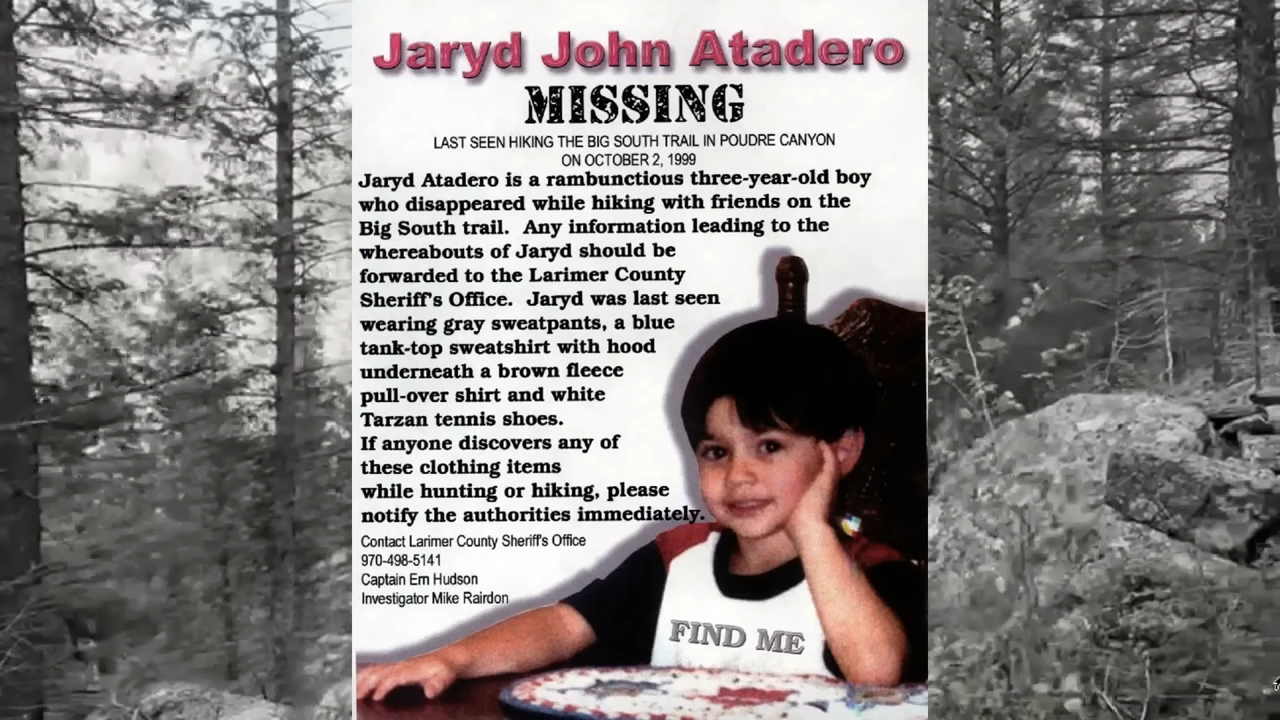 Jaryd John Atadero
MISSING
LAST SEEN HIKING THE BIG SOUTH TRAIL IN POUDRE CANYON
ON OCTOBER 2, 1999
Jaryd Atadero is a rambunctious three-year-old boy
who disappeared while hiking with friends on the
Big South trail. Any information leading to the
whereabouts of Jaryd should be
forwarded to the Larimer County
Sheriff's Office. Jaryd was last seen
wearing gray sweatpants, a blue
tank-top sweatshirt with hood
underneath a brown fleece
pull-over shirt and white
Tarzan tennis shoes.
If anyone discovers any of
these clothing items
while hunting or hiking, please
notify the authorities immediately.
Contact Larimer County Sheriff's Office
970-498-5141
Captain Ern Hudson
Investigator Mike Rairdon
FIND ME